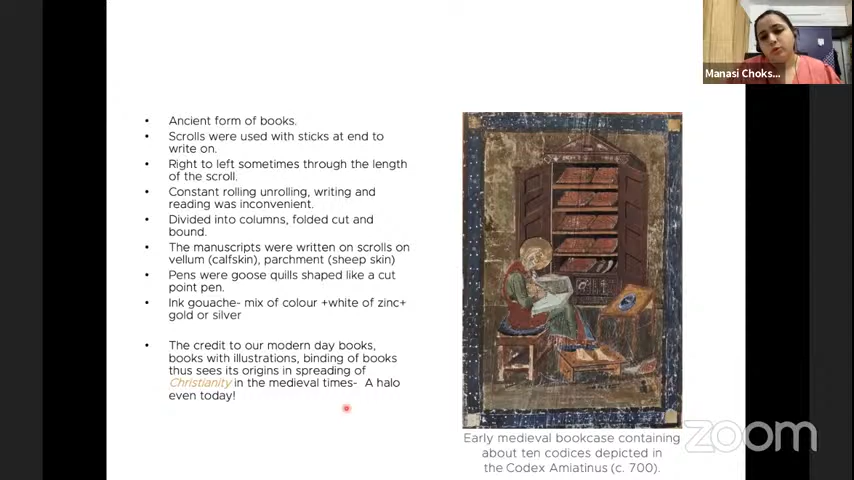 Manasi Choks...
• Ancient form of books.
• Scrolls were used with sticks at end to
write on.
• Right to left sometimes through the length
of the scroll.
• Constant rolling unrolling, writing and
reading was inconvenient.
• Divided into columns, folded cut and
bound.
• The manuscripts were written on scrolls on
vellum (calfskin), parchment (sheep skin)
• Pens were goose quills shaped like a cut
point pen.
• Ink gouache- mix of colour +white of zinc+
gold or silver
• The credit to our modern day books,
books with illustrations, binding of books
thus sees its origins in spreading of
Christianity in the medieval times- A halo
even today!
Early medieval bookcase containing
about ten codices depicted in
the Codex Amiatinus (c. 700).
zoom